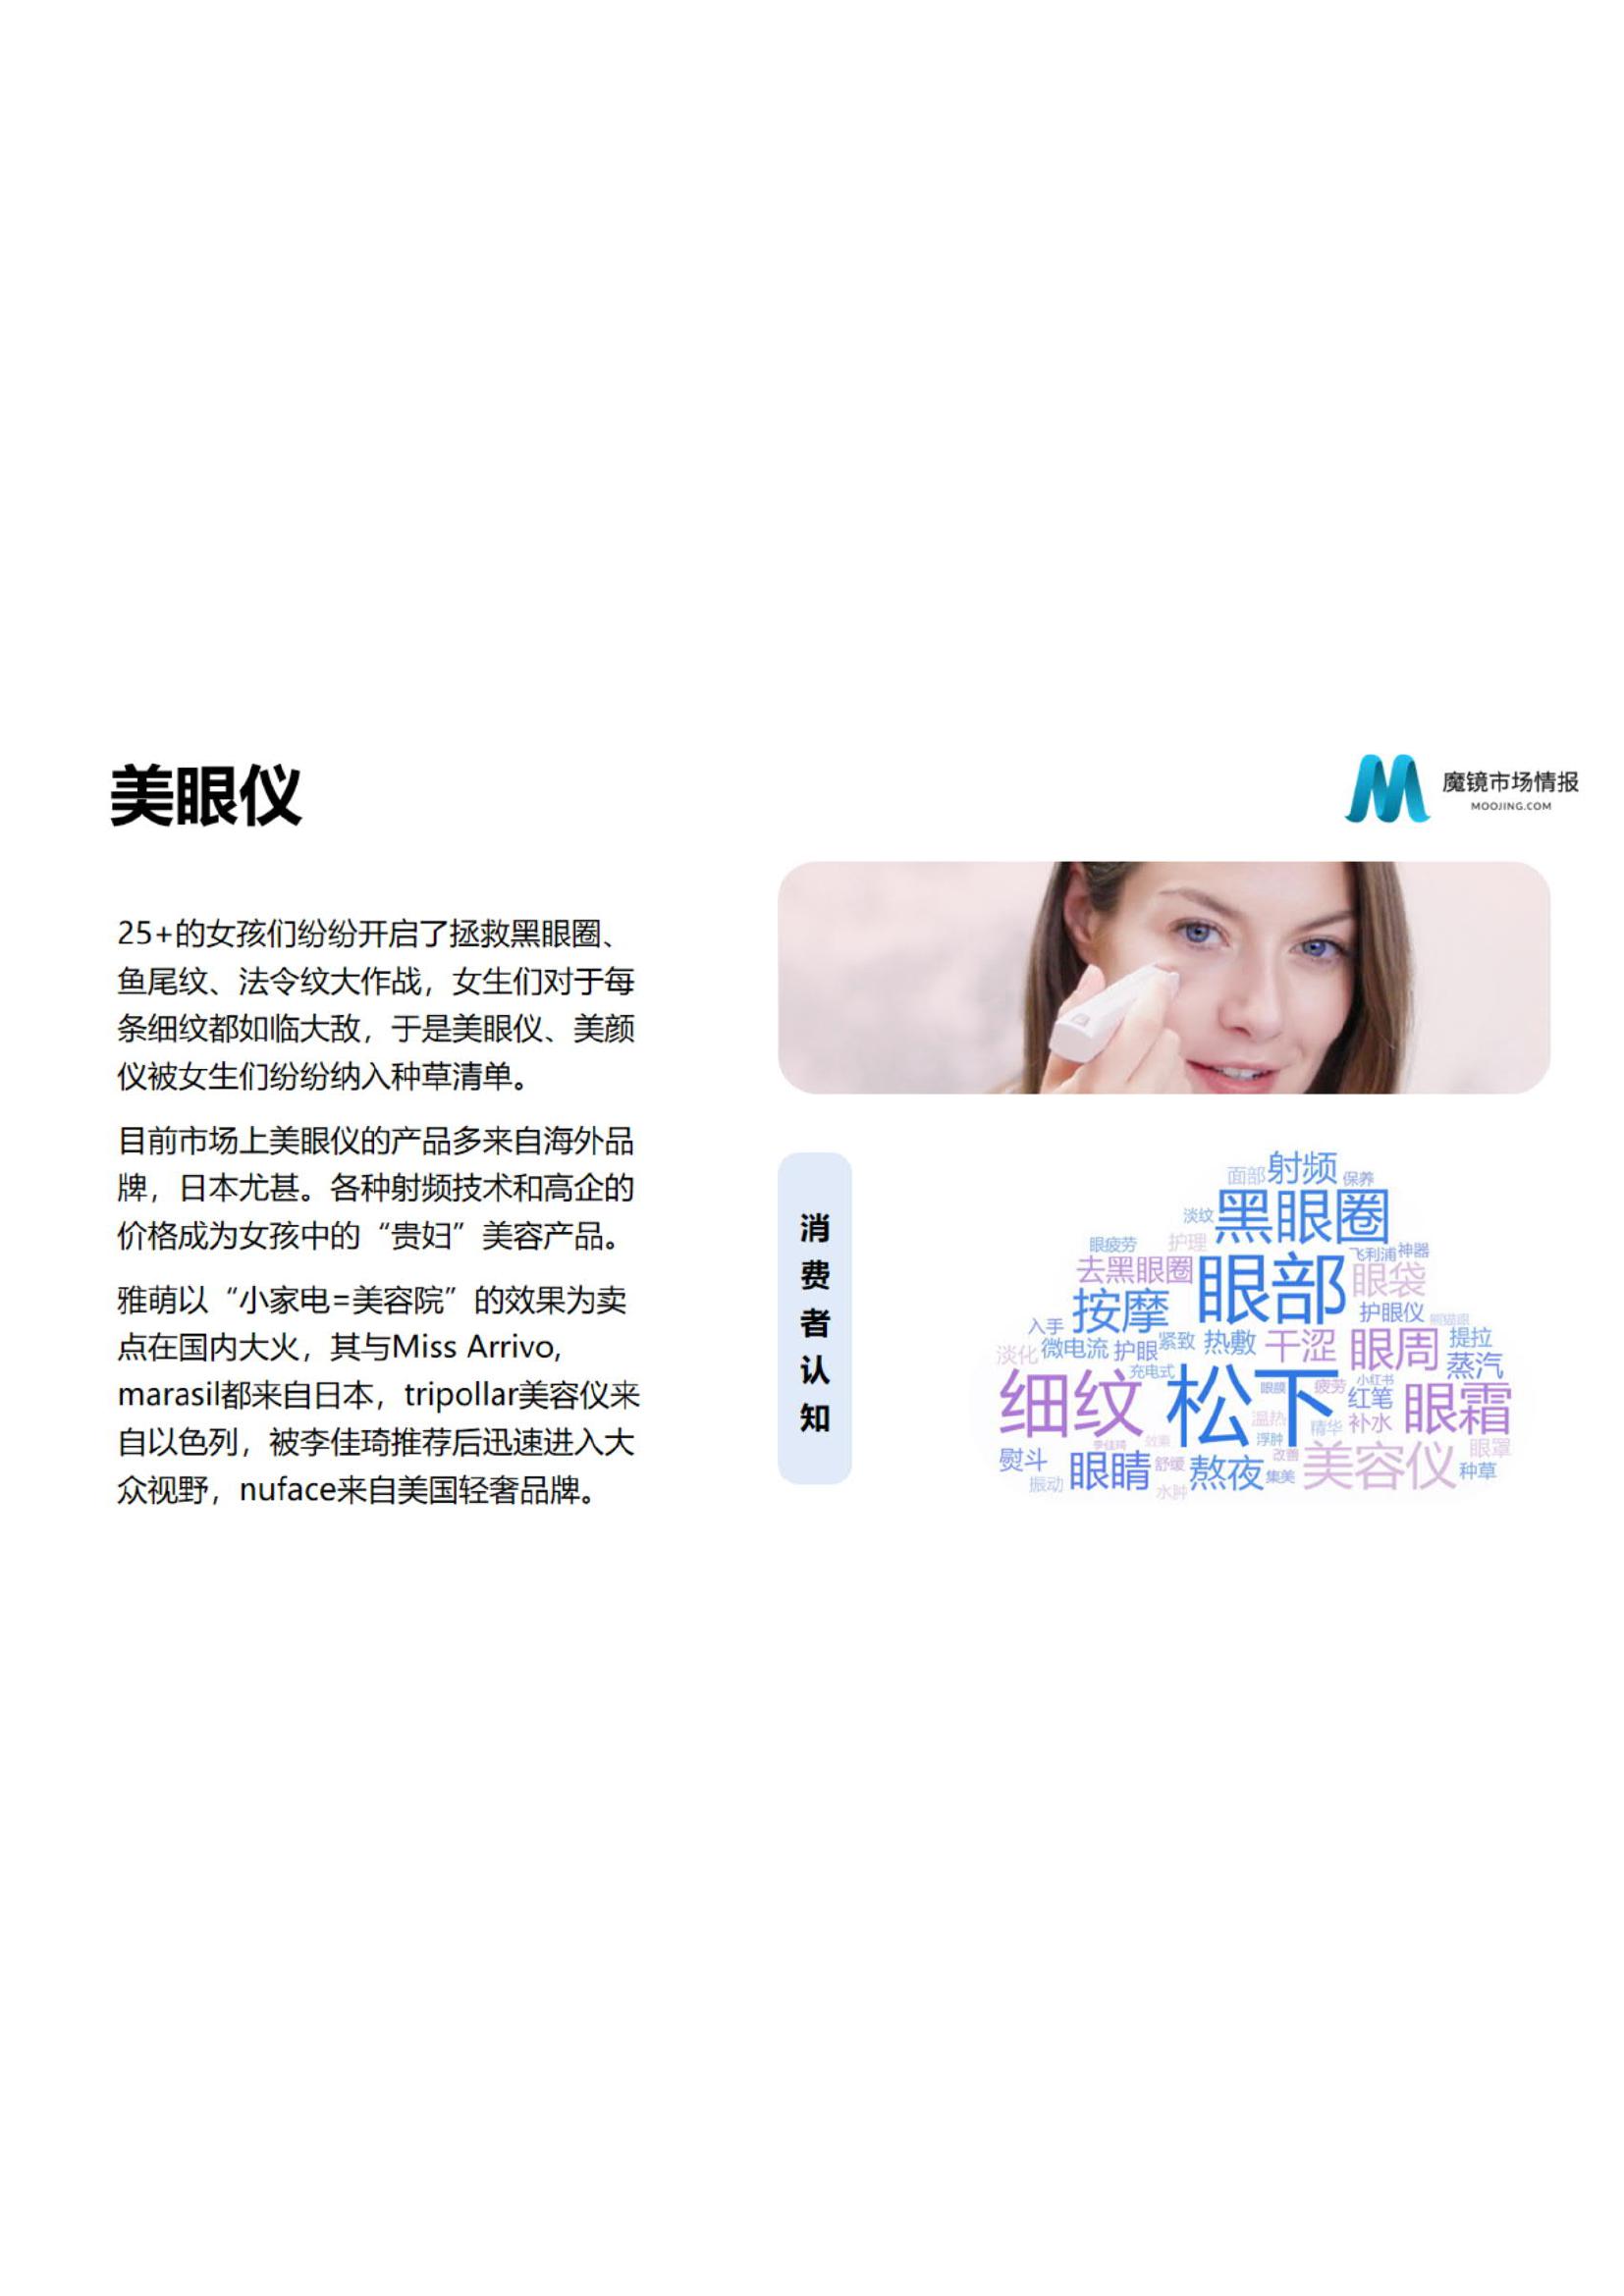 美眼仪
魔镜市场情报
MOOJING.COM
25+的女孩们纷纷开启了拯救黑眼圈、
鱼尾纹、法令纹大作战，女生们对于每
条细纹都如临大敌，于是美眼仪、美颜
仪被女生们纷纷纳入种草清单。
目前市场上美眼仪的产品多来自海外品
牌，日本尤甚。各种射频技术和高企的
价格成为女孩中的“贵妇”美容产品。
雅萌以“小家电=美容院”的效果为卖
点在国内大火，其与Miss Arrivo,
marasil都来自日本，tripollar美容仪来
自以色列，被李佳琦推荐后迅速进入大
众视野，nuface来自美国轻奢品牌。
消费者认知
面部 射频 保养
淡纹 黑眼圈
眼疲劳 护理 飞利浦 神器
去黑眼圈 眼部 眼袋
按摩 护眼仪 熊猫眼
入手 微电流 护眼 紧致 热敷 干涩 眼周 提拉
淡化 充电式 小红书 蒸汽
细纹 松下 眼膜 疲劳 红笔 眼霜
温热 精华 补水
李佳琦 效果 浮肿 改善 美容仪 眼罩
熨斗 眼睛 舒缓 熬夜 集美 种草
振动 水肿